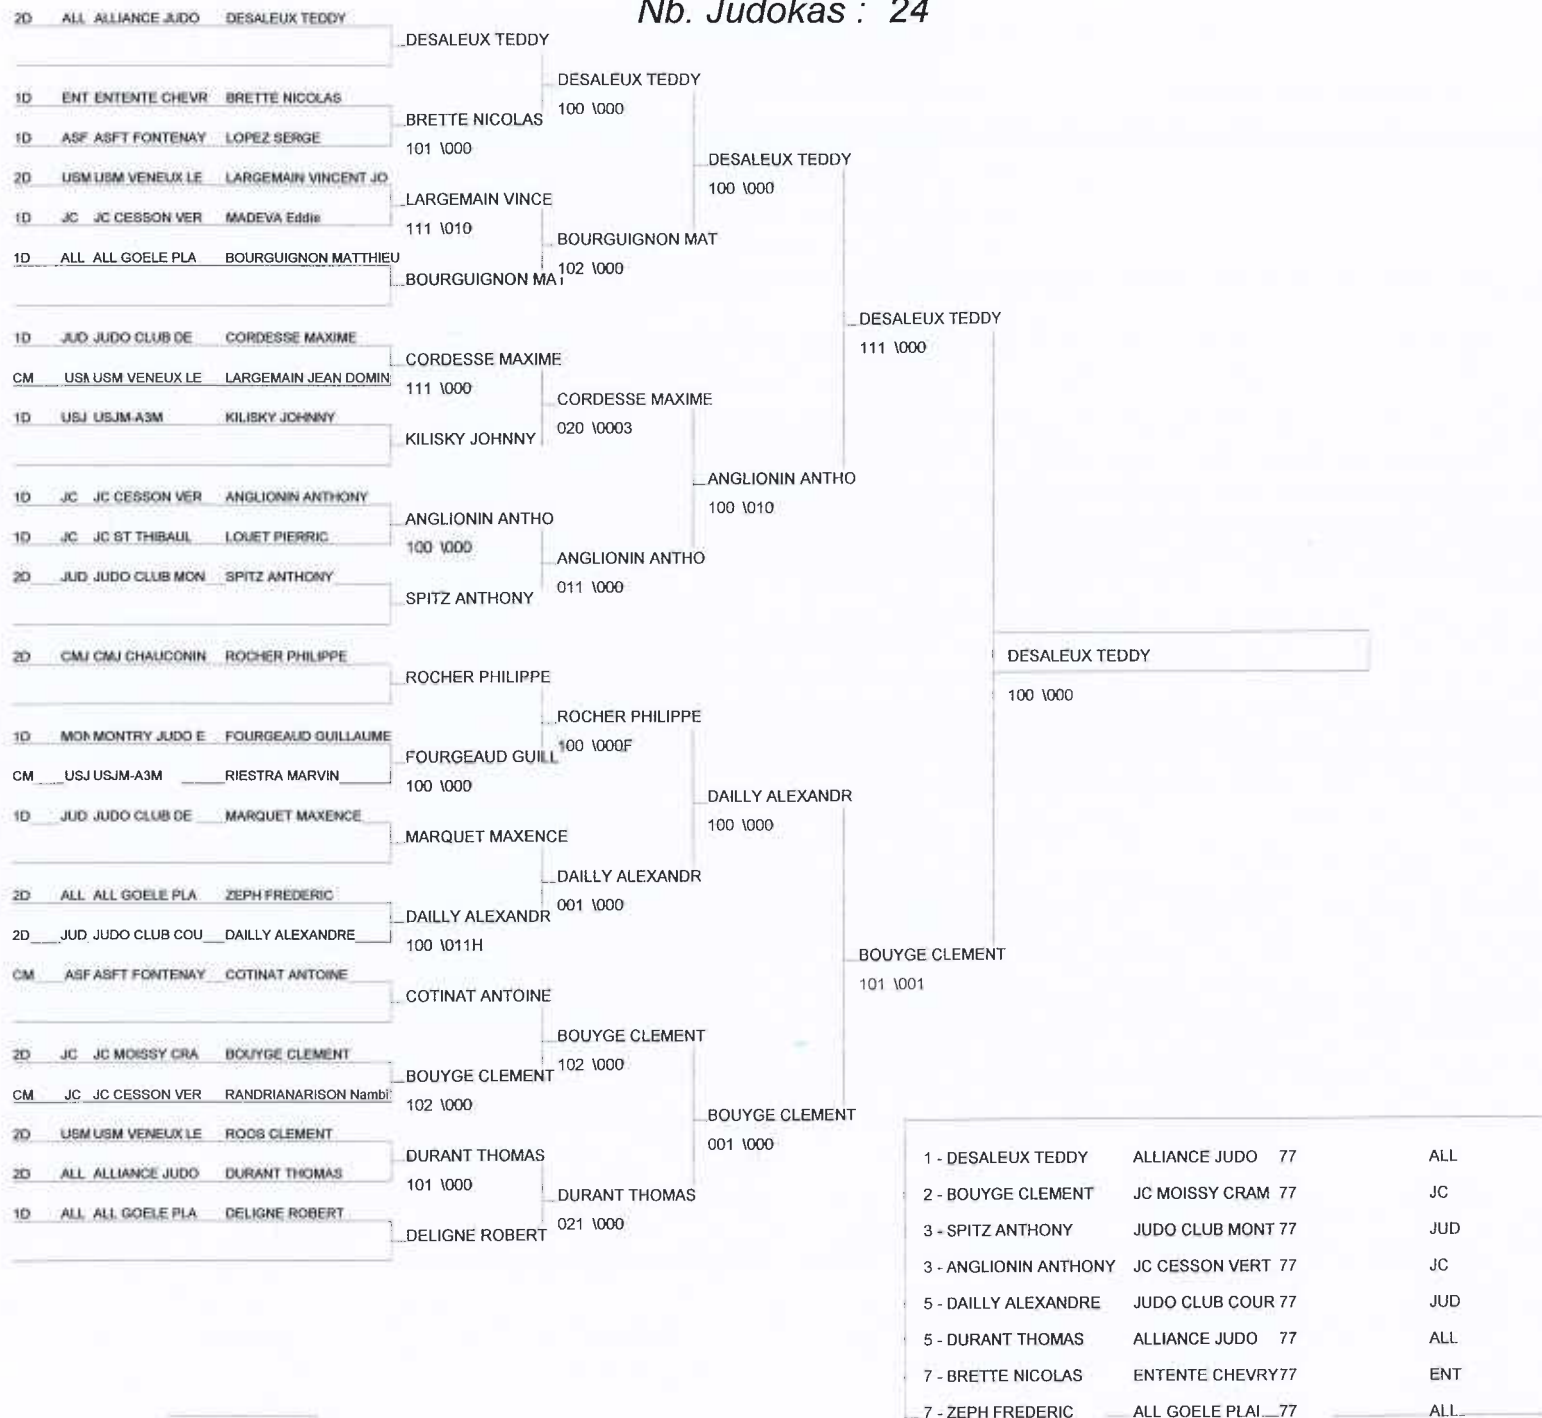 Nb. Judokas : 24
2D ALL ALLIANCE JUDO DESALEUX TEDDY
DESALEUX TEDDY
DESALEUX TEDDY
100 \000
1D ENT ENTENTE CHEVR BRETTE NICOLAS
BRETTE NICOLAS
101 \000
1D ASF ASFT FONTENAY LOPEZ SERGE
DESALEUX TEDDY
100 \000
2D USM USM VENEUX LE LARGEMAIN VINCENT JO
LARGEMAIN VINCE
111 \010
1D JC JC CESSON VER MADEVA Eddie
BOURGUIGNON MAT
102 \000
1D ALL ALL GOELE PLA BOURGUIGNON MATTHIEU
BOURGUIGNON MAT
DESALEUX TEDDY
111 \000
1D JUD JUDO CLUB DE CORDESSE MAXIME
CORDESSE MAXIME
111 \000
CM USM USM VENEUX LE LARGEMAIN JEAN DOMIN
CORDESSE MAXIME
020 \0003
1D USJ USJM-A3M KILISKY JOHNNY
KILISKY JOHNNY
ANGLIONIN ANTHO
100 \010
1D JC JC CESSON VER ANGLIONIN ANTHONY
ANGLIONIN ANTHO
100 \000
1D JC JC ST THIBAUL LOUET PIERRIC
ANGLIONIN ANTHO
011 \000
2D JUD JUDO CLUB MON SPITZ ANTHONY
SPITZ ANTHONY
DESALEUX TEDDY
100 \000
2D CMJ CMJ CHAUCONIN ROCHER PHILIPPE
ROCHER PHILIPPE
ROCHER PHILIPPE
100 \000F
1D MON MONTRY JUDO E FOURGEAUD GUILLAUME
FOURGEAUD GUILL
100 \000
CM USJ USJM-A3M RIESTRA MARVIN
DAILLY ALEXANDR
100 \000
1D JUD JUDO CLUB DE MARQUET MAXENCE
MARQUET MAXENCE
DAILLY ALEXANDR
001 \000
2D ALL ALL GOELE PLA ZEPH FREDERIC
DAILLY ALEXANDR
100 \011H
2D JUD JUDO CLUB COU DAILLY ALEXANDRE
BOUYGE CLEMENT
101 \001
CM ASF ASFT FONTENAY COTINAT ANTOINE
COTINAT ANTOINE
BOUYGE CLEMENT
102 \000
2D JC JC MOISSY CRA BOUYGE CLEMENT
BOUYGE CLEMENT
102 \000
CM JC JC CESSON VER RANDRIANARISON Nambi
BOUYGE CLEMENT
001 \000
2D USM USM VENEUX LE ROOS CLEMENT
DURANT THOMAS
101 \000
2D ALL ALLIANCE JUDO DURANT THOMAS
DURANT THOMAS
021 \000
1D ALL ALL GOELE PLA DELIGNE ROBERT
DELIGNE ROBERT
1 - DESALEUX TEDDY ALLIANCE JUDO 77 ALL
2 - BOUYGE CLEMENT JC MOISSY CRAM 77 JC
3 - SPITZ ANTHONY JUDO CLUB MONT 77 JUD
3 - ANGLIONIN ANTHONY JC CESSON VERT 77 JC
5 - DAILLY ALEXANDRE JUDO CLUB COUR 77 JUD
5 - DURANT THOMAS ALLIANCE JUDO 77 ALL
7 - BRETTE NICOLAS ENTENTE CHEVRY 77 ENT
7 - ZEPH FREDERIC ALL GOELE PLAI 77 ALL